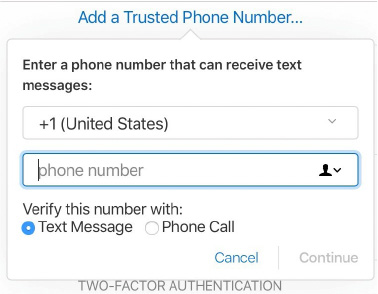 Add a Trusted Phone Number...
Enter a phone number that can receive text
messages:
+1 (United States)
phone number
Verify this number with:
Text Message Phone Call
Cancel Continue
TWO-FACTOR AUTHENTICATION